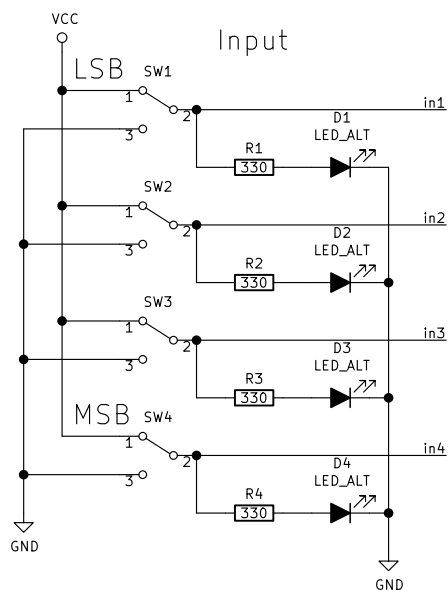 VCC
Input
LSB
SW1
1
2
3
in1
D1
LED_ALT
R1
330
SW2
1
2
3
in2
D2
LED_ALT
R2
330
SW3
1
2
3
in3
D3
LED_ALT
R3
330
MSB
SW4
1
2
3
in4
D4
LED_ALT
R4
330
GND
GND